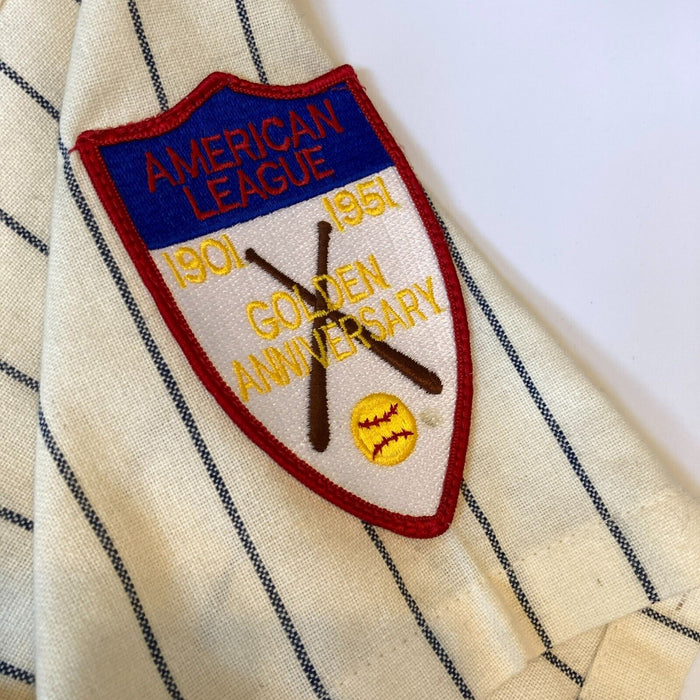 AMERICAN
LEAGUE
1901 1951
GOLDEN
ANNIVERSARY